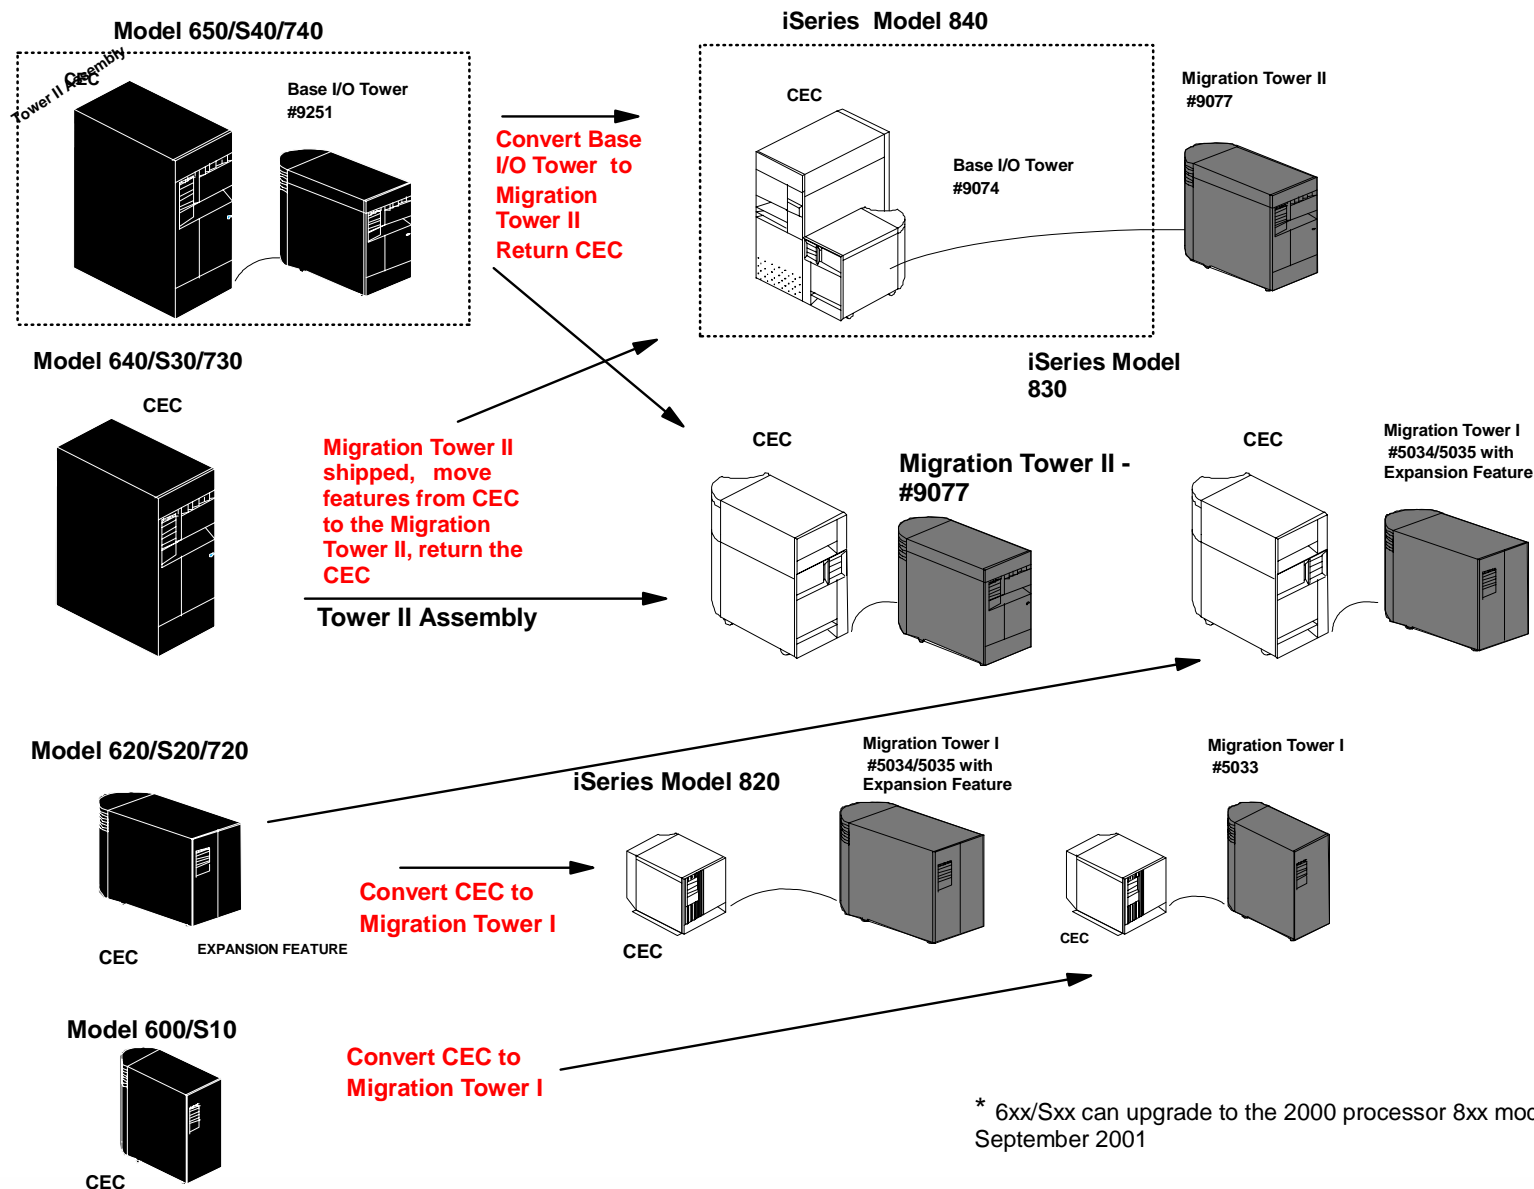 Model 650/S40/740
iSeries Model 840
CEC
Tower II Assembly
Base I/O Tower
#9251
Convert Base
I/O Tower to
Migration
Tower II
Return CEC
CEC
Base I/O Tower
#9074
Migration Tower II
#9077
Model 640/S30/730
CEC
iSeries Model
830
Migration Tower II
shipped, move
features from CEC
to the Migration
Tower II, return the
CEC
Tower II Assembly
CEC
Migration Tower II -
#9077
CEC
Migration Tower I
#5034/5035 with
Expansion Feature
Model 620/S20/720
CEC
EXPANSION FEATURE
Convert CEC to
Migration Tower I
iSeries Model 820
CEC
Migration Tower I
#5034/5035 with
Expansion Feature
CEC
Migration Tower I
#5033
Model 600/S10
CEC
Convert CEC to
Migration Tower I
* 6xx/Sxx can upgrade to the 2000 processor 8xx
September 2001